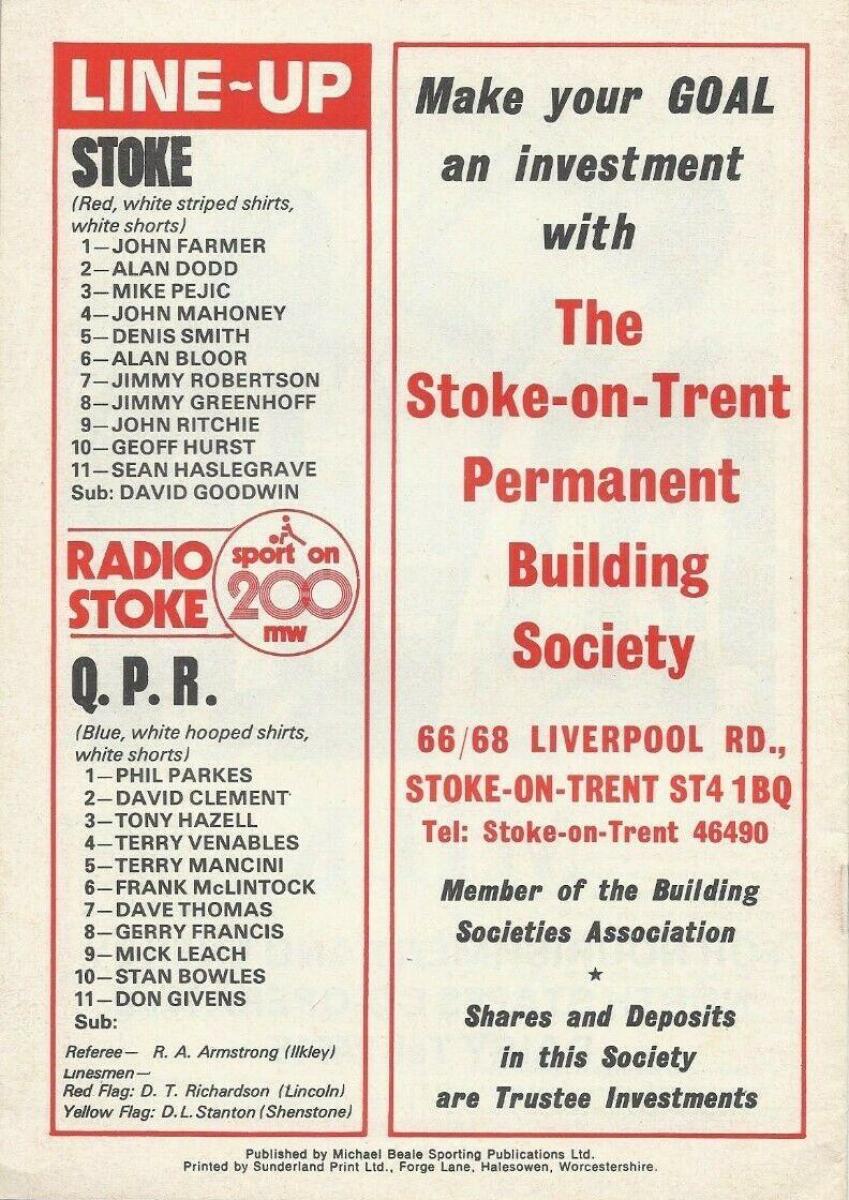 LINE-UP
STOKE
(Red, white striped shirts,
white shorts)
1—JOHN FARMER
2—ALAN DODD
3—MIKE PEJIC
4—JOHN MAHONEY
5—DENIS SMITH
6—ALAN BLOOR
7—JIMMY ROBERTSON
8—JIMMY GREENHOFF
9—JOHN RITCHIE
10—GEOFF HURST
11—SEAN HASLEGRAVE
Sub: DAVID GOODWIN
RADIO
STOKE
sport on
200
mw
Q. P. R.
(Blue, white hooped shirts,
white shorts)
1—PHIL PARKES
2—DAVID CLEMENT
3—TONY HAZELL
4—TERRY VENABLES
5—TERRY MANCINI
6—FRANK McLINTOCK
7—DAVE THOMAS
8—GERRY FRANCIS
9—MICK LEACH
10—STAN BOWLES
11—DON GIVENS
Sub:
Referee— R. A. Armstrong (Ilkley)
Linesmen—
Red Flag: D. T. Richardson (Lincoln)
Yellow Flag: D.L. Stanton (Shenstone)
Make your GOAL
an investment
with
The
Stoke-on-Trent
Permanent
Building
Society
66/68 LIVERPOOL RD.,
STOKE-ON-TRENT ST4 1BQ
Tel: Stoke-on-Trent 46490
Member of the Building
Societies Association
★
Shares and Deposits
in this Society
are Trustee Investments
Published by Michael Beale Sporting Publications Ltd.
Printed by Sunderland Print Ltd., Forge Lane, Halesowen, Worcestershire.